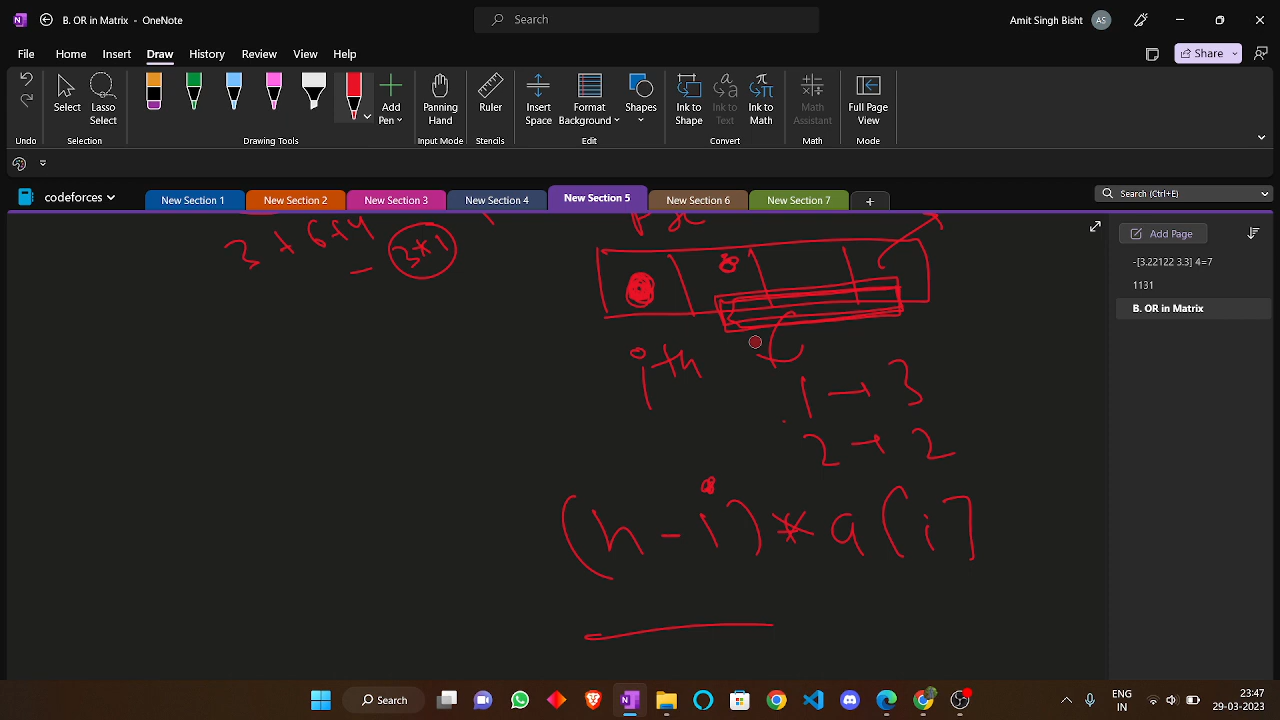 B. OR in Matrix - OneNote
Search
Amit Singh Bisht
AS
File Home Insert Draw History Review View Help
Share
Undo
Select
Lasso Select
Add Pen
Panning Hand
Ruler
Insert Space
Format Background
Shapes
Ink to Shape
Ink to Text
Ink to Math
Math Assistant
Full Page View
Selection
Drawing Tools
Input Mode
Stencils
Edit
Convert
Math
Mode
codeforces
New Section 1
New Section 2
New Section 3
New Section 4
New Section 5
New Section 6
New Section 7
Search (Ctrl+E)
Add Page
-[3.22122 3.3] 4=7
1131
B. OR in Matrix
3+6+4
- 3*1
i+n
1 → 3
2 → 2
(n - i) * a[i]
Search
ENG
IN
23:47
29-03-2023